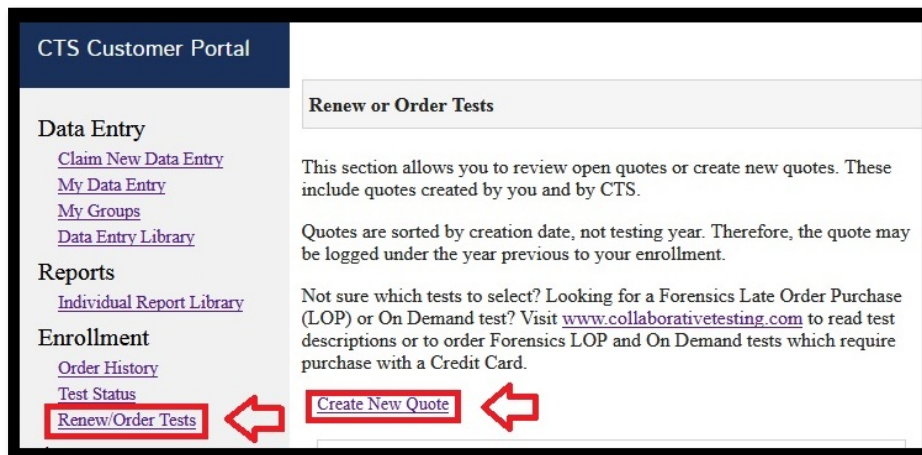 CTS Customer Portal
Data Entry
Claim New Data Entry
My Data Entry
My Groups
Data Entry Library
Reports
Individual Report Library
Enrollment
Order History
Test Status
Renew/Order Tests
Renew or Order Tests
This section allows you to review open quotes or create new quotes. These
include quotes created by you and by CTS.
Quotes are sorted by creation date, not testing year. Therefore, the quote may
be logged under the year previous to your enrollment.
Not sure which tests to select? Looking for a Forensics Late Order Purchase
(LOP) or On Demand test? Visit www.collaborativetesting.com to read test
descriptions or to order Forensics LOP and On Demand tests which require
purchase with a Credit Card.
Create New Quote